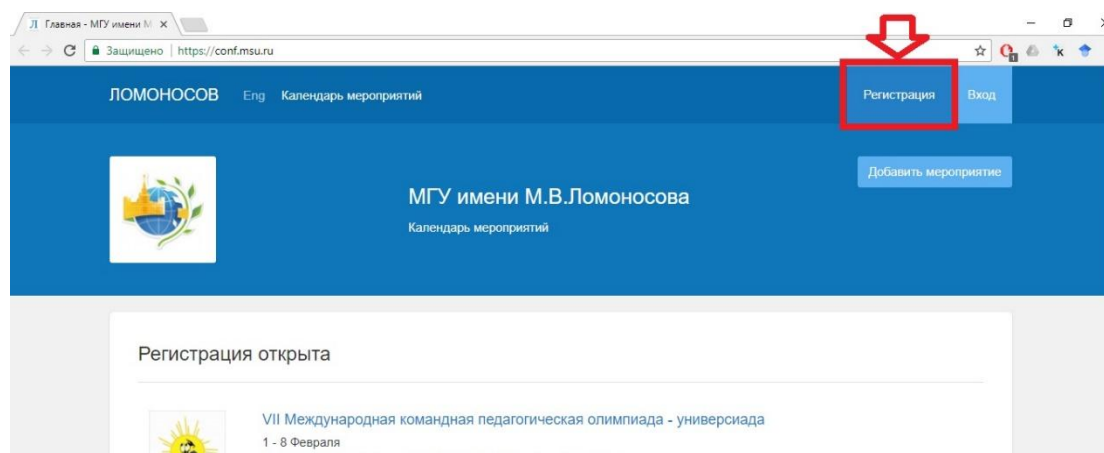 Л Главная - МГУ имени М
Защищено | https://conf.msu.ru
1
K
ЛОМОНОСОВ Eng Календарь мероприятий Регистрация Вход
Добавить мероприятие
МГУ имени М.В.Ломоносова
Календарь мероприятий
Регистрация открыта
VII Международная командная педагогическая олимпиада - универсиада
1 - 8 Февраля